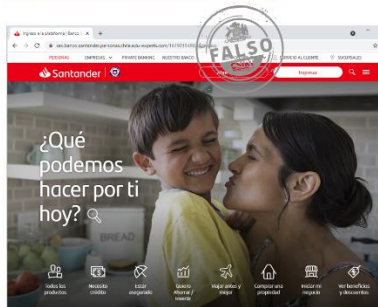 Ingreso a la plataforma | Banco
PERSONAS EMPRESAS PRIVATE BANKING NUESTRO BANCO SERVICIO AL CLIENTE SUCURSALES
FALSO
Santander
Ingresar
¿Qué
podemos
hacer por ti
hoy?
BREAD
Todos los
productos
Necesito
crédito
Estar
asegurado
Quiero
Ahorrar /
Invertir
Viajar antes y
mejor
Comprar una
propiedad
Iniciar mi
negocio
Ver beneficios
y descuentos